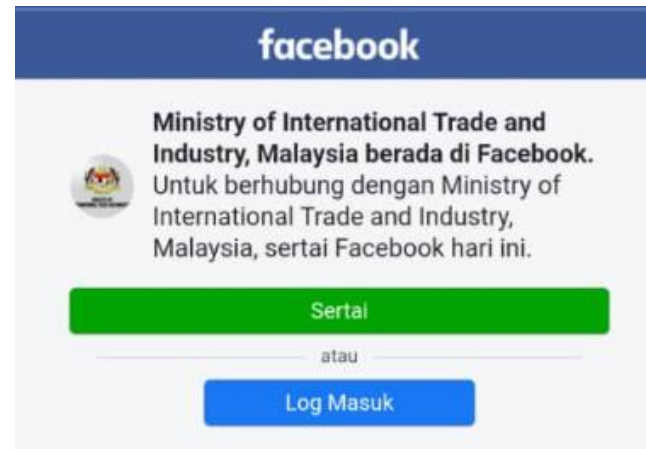 facebook
Ministry of International Trade and
Industry, Malaysia berada di Facebook.
Untuk berhubung dengan Ministry of
International Trade and Industry,
Malaysia, sertai Facebook hari ini.
Sertai
atau
Log Masuk